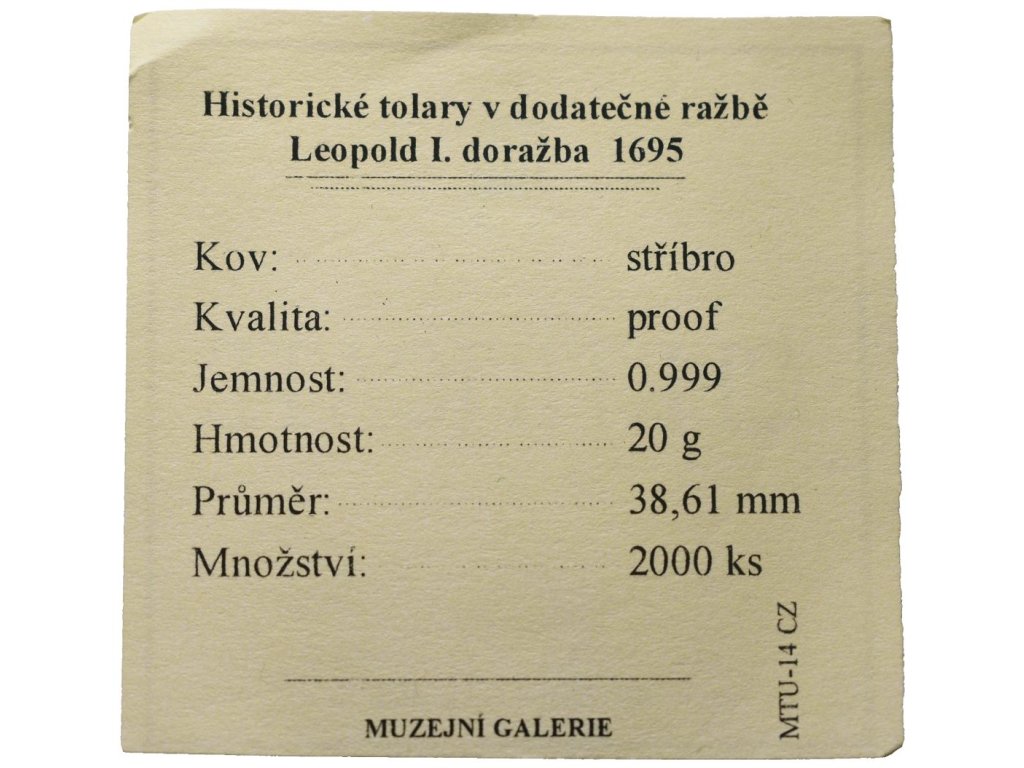 Historické tolary v dodatečné ražbě
Leopold I. doražba 1695
Kov: stříbro
Kvalita: proof
Jemnost: 0.999
Hmotnost: 20 g
Průměr: 38,61 mm
Množství: 2000 ks
MTU-14 CZ
MUZEJNÍ GALERIE